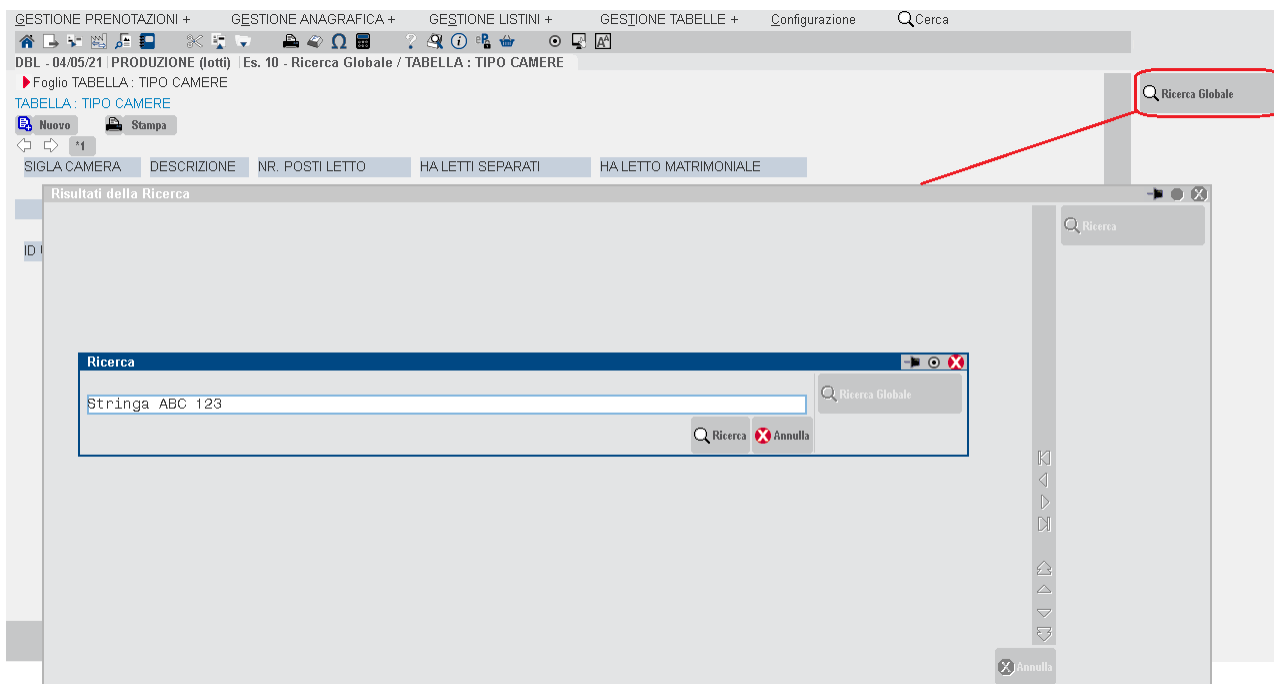 GESTIONE PRENOTAZIONI + GESTIONE ANAGRAFICA + GESTIONE LISTINI + GESTIONE TABELLE + Configurazione Cerca
DBL - 04/05/21 PRODUZIONE (lotti) Es. 10 - Ricerca Globale / TABELLA : TIPO CAMERE
Foglio TABELLA : TIPO CAMERE
Ricerca Globale
TABELLA : TIPO CAMERE
Nuovo Stampa
*1
SIGLA CAMERA DESCRIZIONE NR. POSTI LETTO HA LETTI SEPARATI HA LETTO MATRIMONIALE
Risultati della Ricerca
Ricerca
ID
Ricerca
Ricerca Globale
Stringa ABC 123
Ricerca Annulla
Annulla